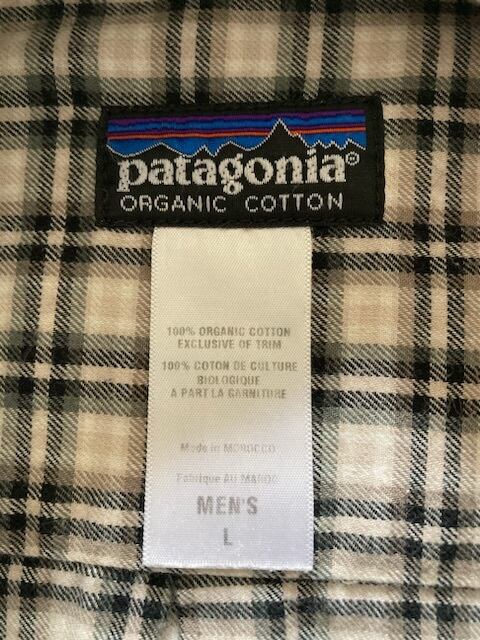 patagonia®
ORGANIC COTTON
100% ORGANIC COTTON
EXCLUSIVE OF TRIM
100% COTON DE CULTURE
BIOLOGIQUE
A PART LA GARNITURE
Made in MOROCCO
Fabrique AU MAROC
MEN'S
L